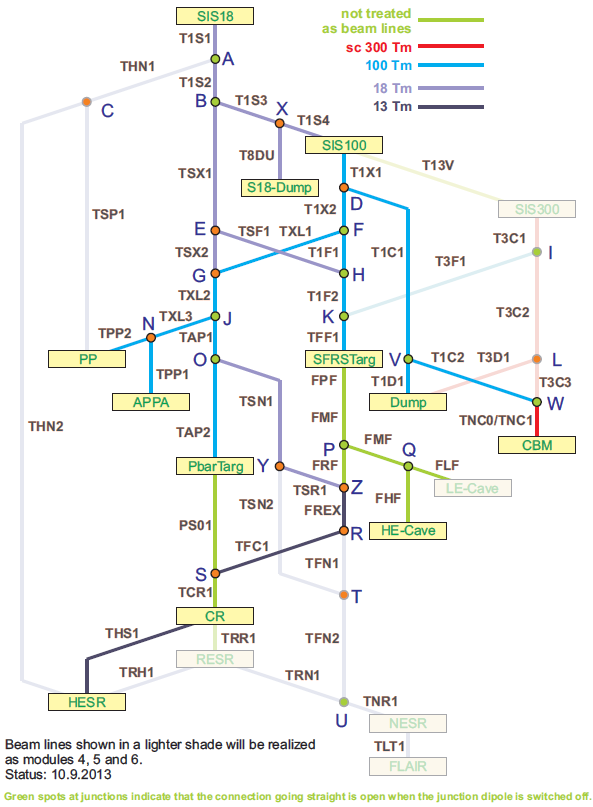 SIS18
not treated
as beam lines
T1S1
sc 300 Tm
THN1
A
100 Tm
T1S2
18 Tm
C
B
T1S3
X
13 Tm
T1S4
SIS100
T8DU
T13V
TSX1
T1X1
S18-Dump
D
TSP1
T1X2
SIS300
E
TSF1
TXL1
F
T3C1
TSX2
T1F1
T1C1
T3F1
I
G
H
TXL2
T1F2
N
TXL3
J
K
T3C2
TPP2
TAP1
TFF1
PP
O
SFRSTarg
V
T1C2
T3D1
L
TPP1
FPF
T1D1
T3C3
APPA
TSN1
Dump
W
FMF
TNC0/TNC1
THN2
TAP2
P
FMF
Q
CBM
PbarTarg
Y
FRF
FLF
TSR1
Z
LE-Cave
TSN2
FHF
FREX
PS01
R
HE-Cave
TFC1
TFN1
S
TCR1
T
CR
THS1
TRR1
TFN2
RESR
TRH1
TRN1
HESR
TNR1
U
NESR
Beam lines shown in a lighter shade will be realized
as modules 4, 5 and 6.
TLT1
Status: 10.9.2013
FLAIR
Green spots at junctions indicate that the connection going straight is open when the junction dipole is switched off.